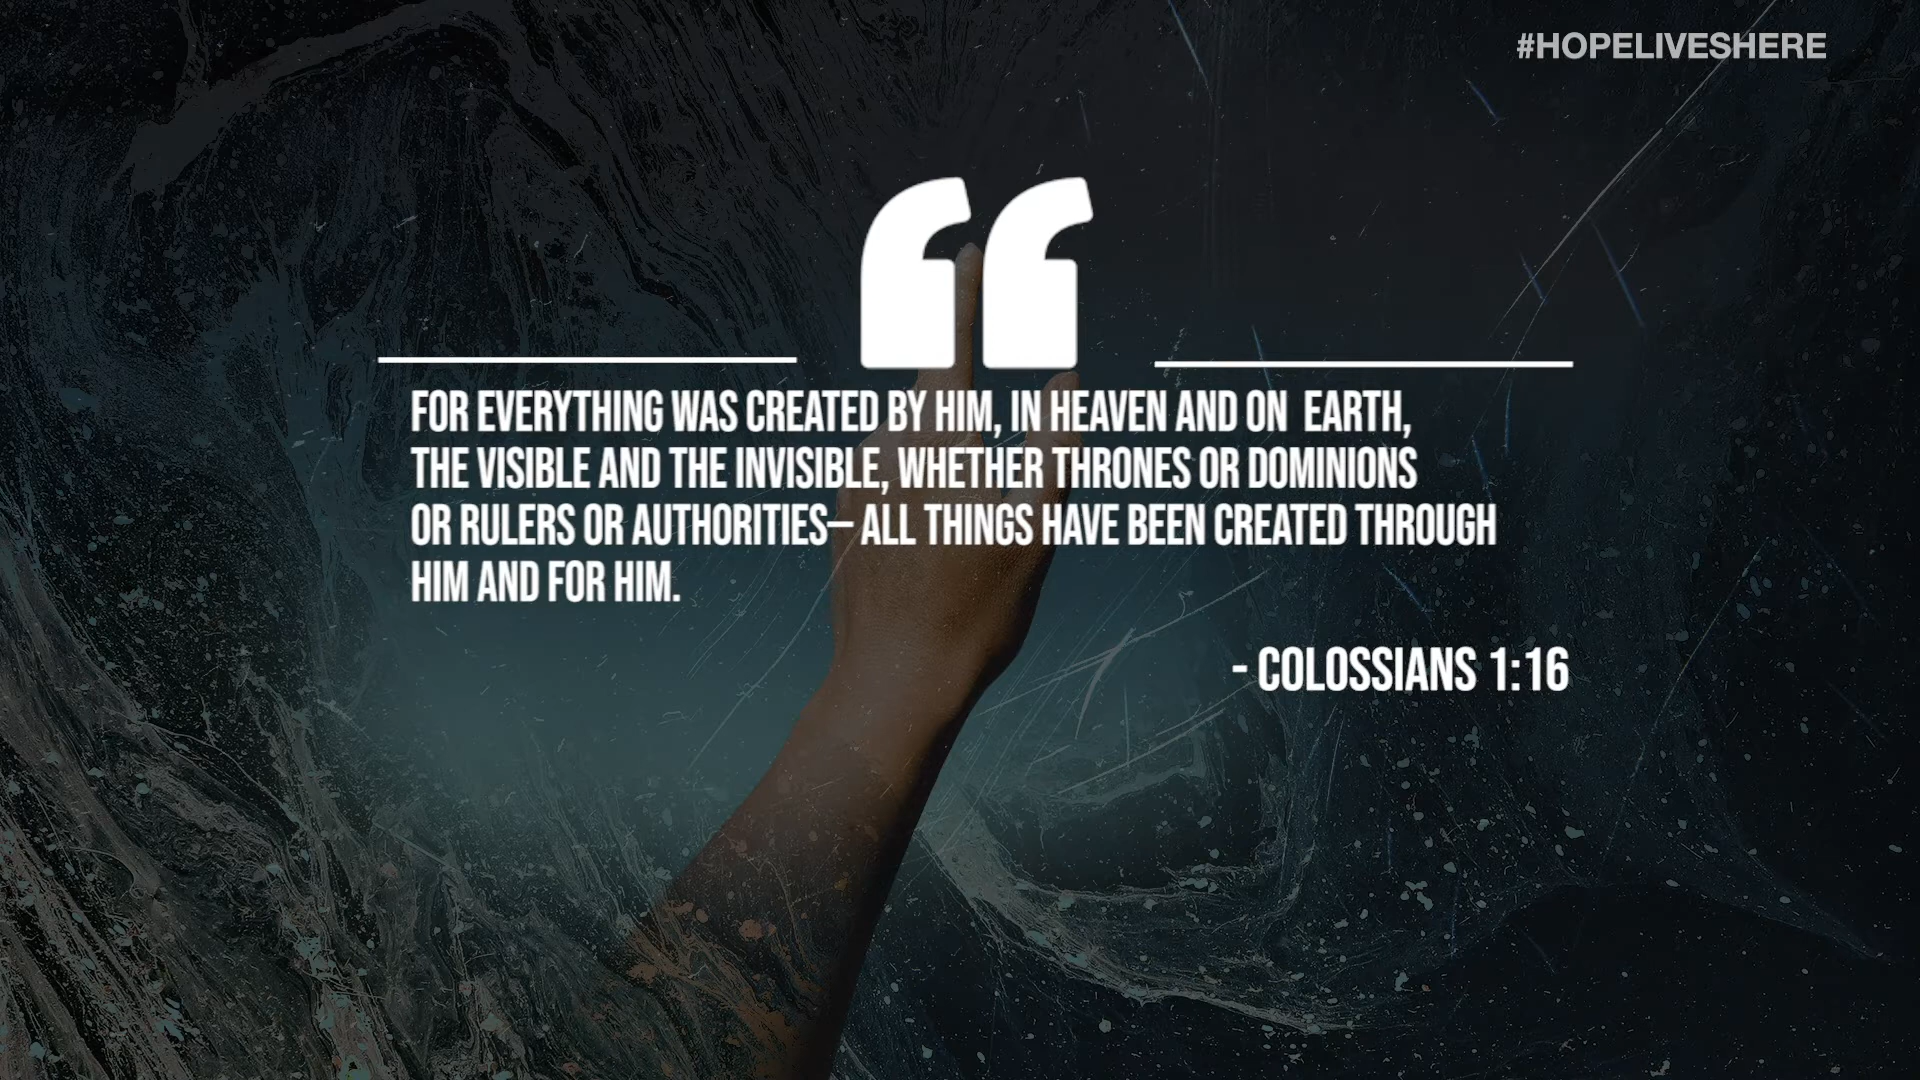 #HOPELIVESHERE
“
FOR EVERYTHING WAS CREATED BY HIM, IN HEAVEN AND ON EARTH,
THE VISIBLE AND THE INVISIBLE, WHETHER THRONES OR DOMINIONS
OR RULERS OR AUTHORITIES— ALL THINGS HAVE BEEN CREATED THROUGH
HIM AND FOR HIM.
- COLOSSIANS 1:16